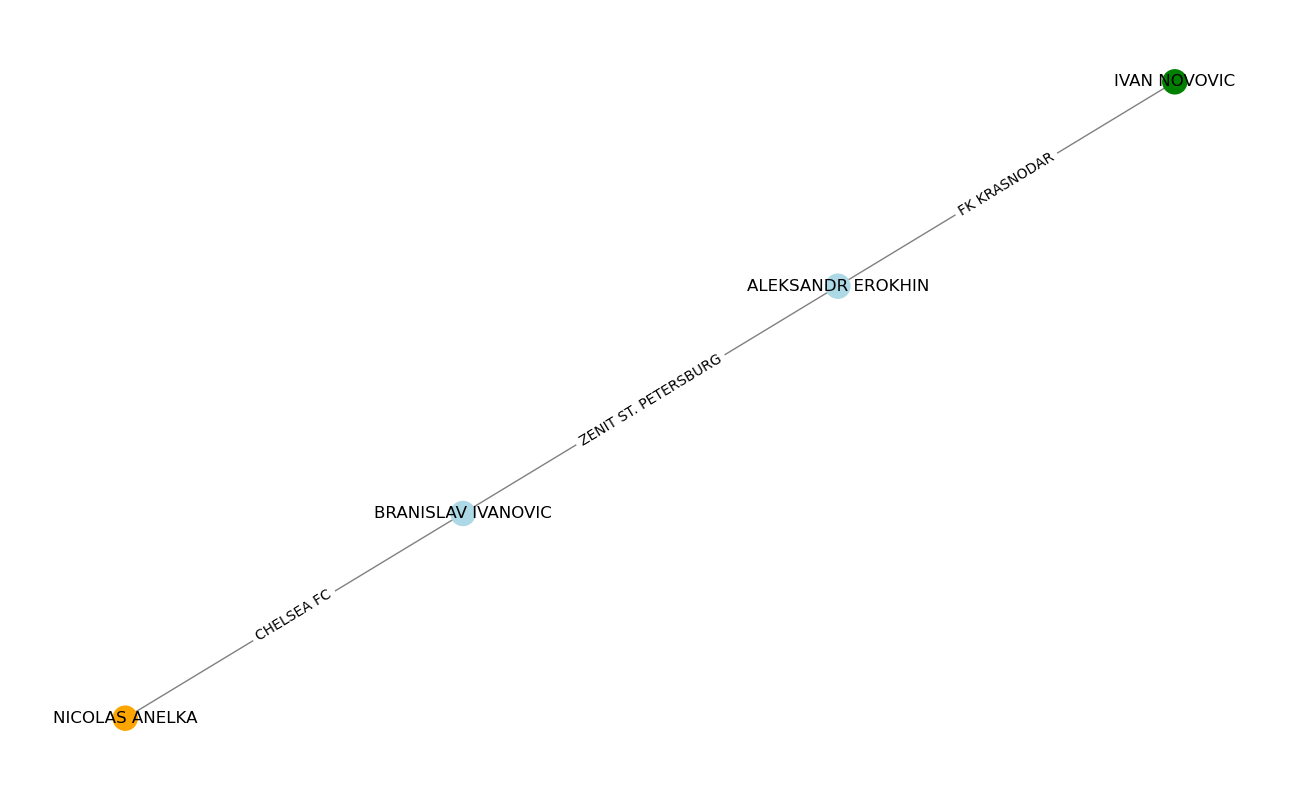 IVAN NOVOVIC
FK KRASNODAR
ALEKSANDR EROKHIN
ZENIT ST. PETERSBURG
BRANISLAV IVANOVIC
CHELSEA FC
NICOLAS ANELKA